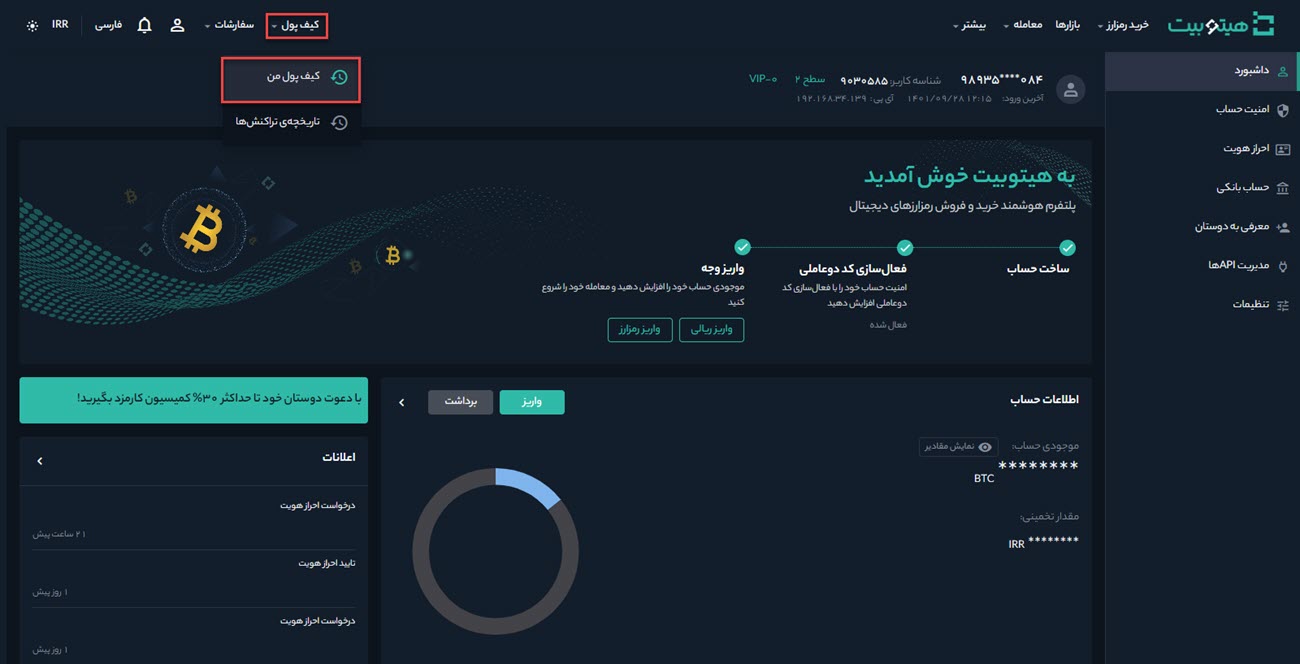 هیتوبیت
خرید رمزارز
بازارها
معامله
بیشتر
کیف پول
سفارشات
فارسی
IRR
کیف پول من
تاریخچه‌ی تراکنش‌ها
داشبورد
امنیت حساب
احراز هویت
حساب بانکی
معرفی به دوستان
مدیریت APIها
تنظیمات
۹۸۹۳۵****۰۸۴ شناسه کاربر: ۹۰۳۰۵۸۵ سطح ۲ VIP-۰
آخرین ورود: ۱۴۰۱/۰۹/۲۸ ۱۲:۱۵ آی پی: ۱۹۲.۱۶۸.۳۴.۱۳۹
به هیتوبیت خوش آمدید
پلتفرم هوشمند خرید و فروش رمزارزهای دیجیتال
ساخت حساب
فعال‌سازی کد دوعاملی
امنیت حساب خود را با فعال‌سازی کد
دوعاملی افزایش دهید
فعال شده
واریز وجه
موجودی حساب خود را افزایش دهید و معامله خود را شروع
کنید
واریز ریالی
واریز رمزارز
اطلاعات حساب
واریز
برداشت
موجودی حساب:
نمایش مقادیر
********
BTC
مقدار تخمینی:
******** IRR
با دعوت دوستان خود تا حداکثر ۳۰% کمیسیون کارمزد بگیرید!
اعلانات
درخواست احراز هویت
۲۱ ساعت پیش
تایید احراز هویت
۱ روز پیش
درخواست احراز هویت
۱ روز پیش